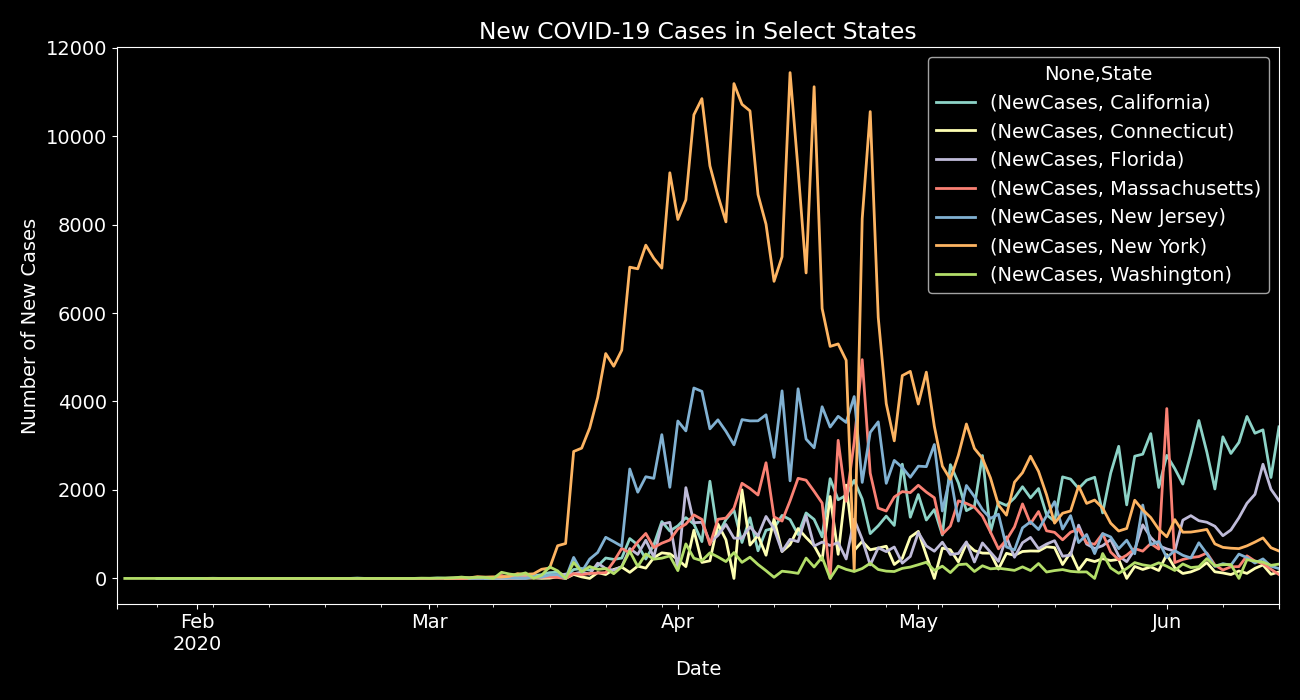 New COVID-19 Cases in Select States
12000
10000
8000
6000
4000
2000
0
Number of New Cases
None,State
(NewCases, California)
(NewCases, Connecticut)
(NewCases, Florida)
(NewCases, Massachusetts)
(NewCases, New Jersey)
(NewCases, New York)
(NewCases, Washington)
Feb Mar Apr May Jun
2020
Date